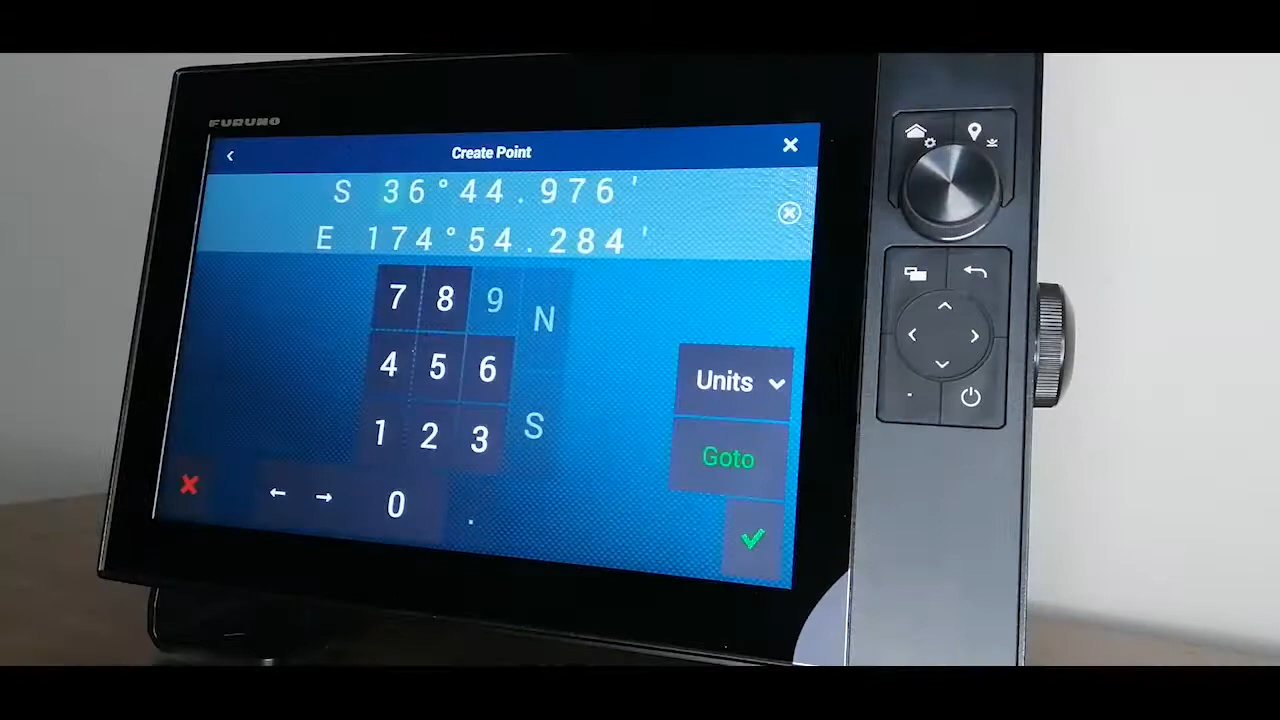 FURUNO
Create Point
S 36°44.976'
E 174°54.284'
7 8 9 N
4 5 6
Units
1 2 3 S
Goto
0 .